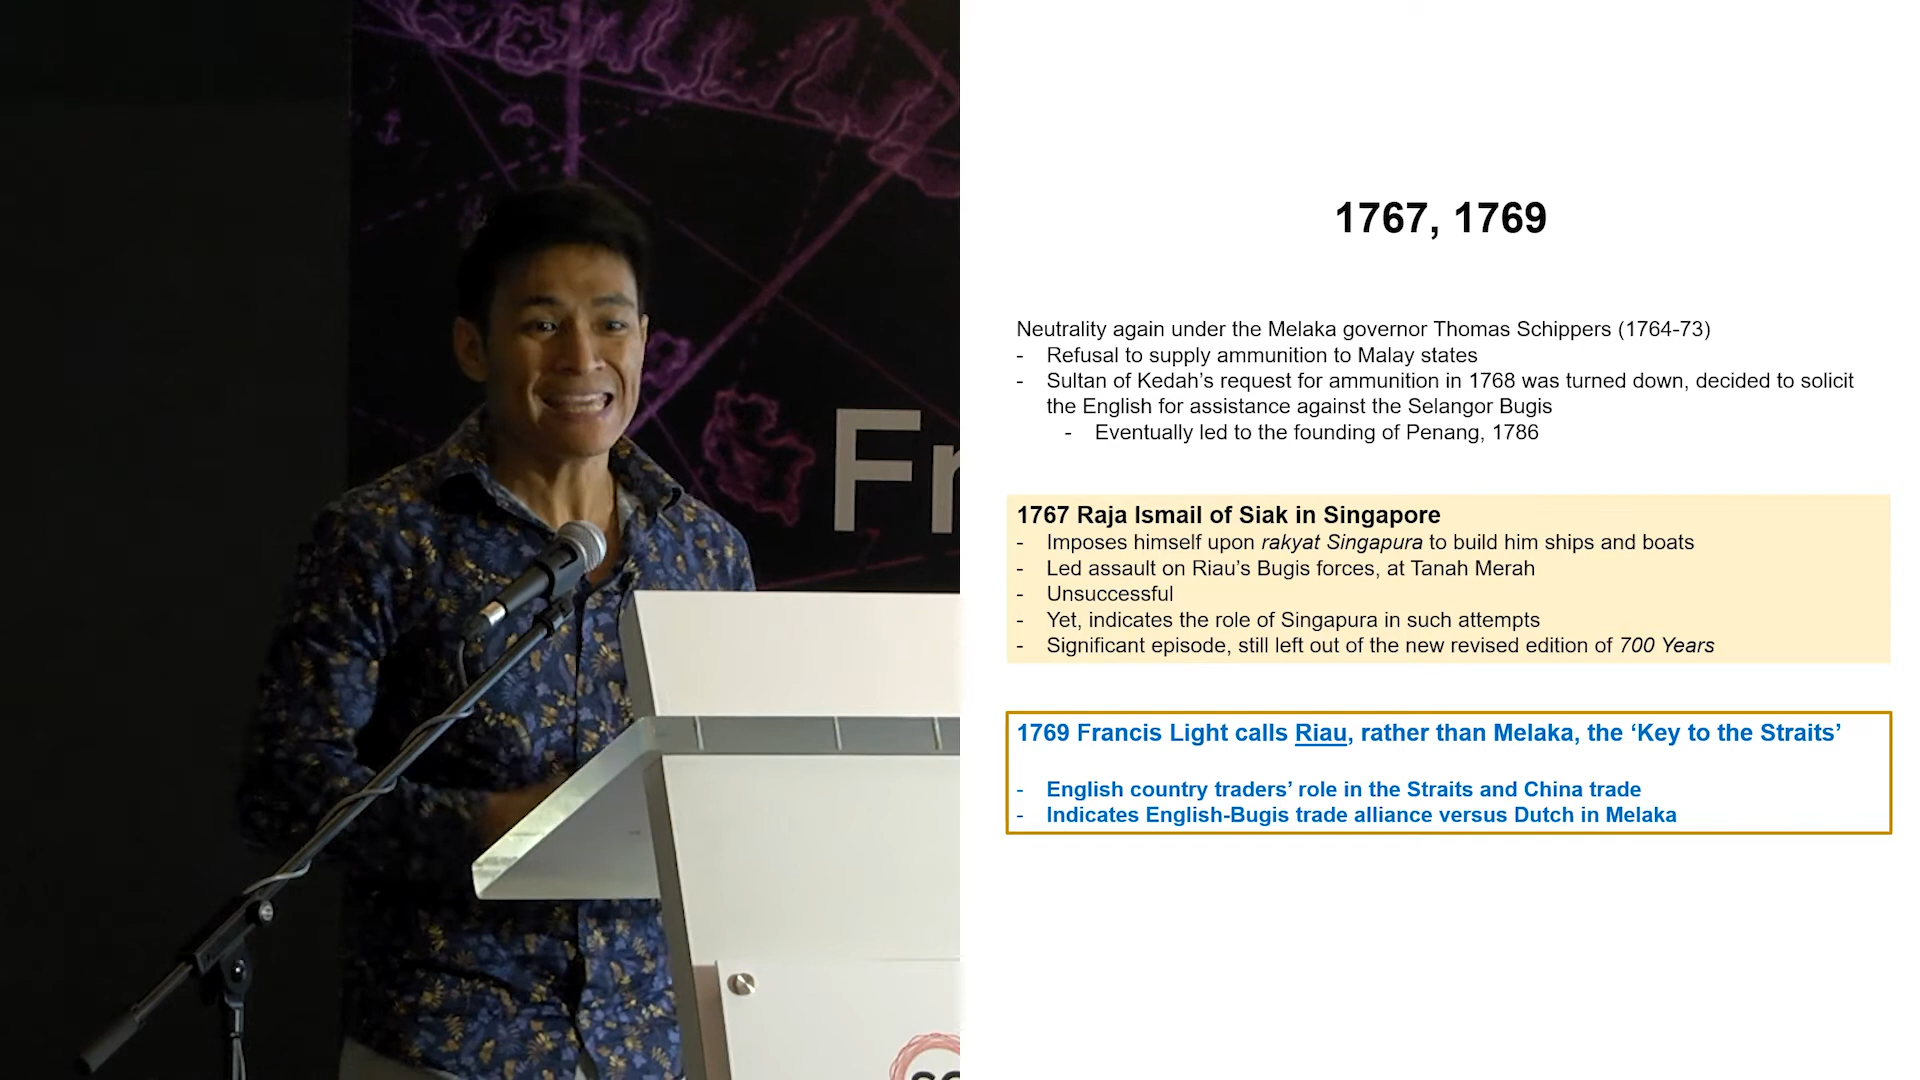 Fr
1767, 1769
Neutrality again under the Melaka governor Thomas Schippers (1764-73)
- Refusal to supply ammunition to Malay states
- Sultan of Kedah’s request for ammunition in 1768 was turned down, decided to solicit
the English for assistance against the Selangor Bugis
- Eventually led to the founding of Penang, 1786
1767 Raja Ismail of Siak in Singapore
- Imposes himself upon rakyat Singapura to build him ships and boats
- Led assault on Riau’s Bugis forces, at Tanah Merah
- Unsuccessful
- Yet, indicates the role of Singapura in such attempts
- Significant episode, still left out of the new revised edition of 700 Years
1769 Francis Light calls Riau, rather than Melaka, the ‘Key to the Straits’
- English country traders’ role in the Straits and China trade
- Indicates English-Bugis trade alliance versus Dutch in Melaka